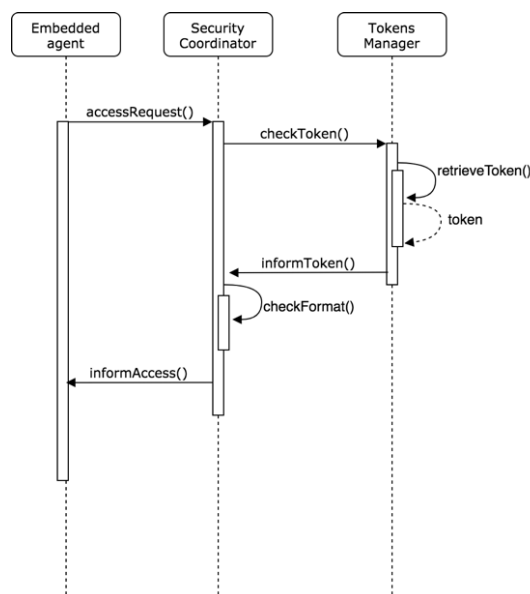 Embedded
agent
Security
Coordinator
Tokens
Manager
accessRequest()
checkToken()
retrieveToken()
token
informToken()
checkFormat()
informAccess()